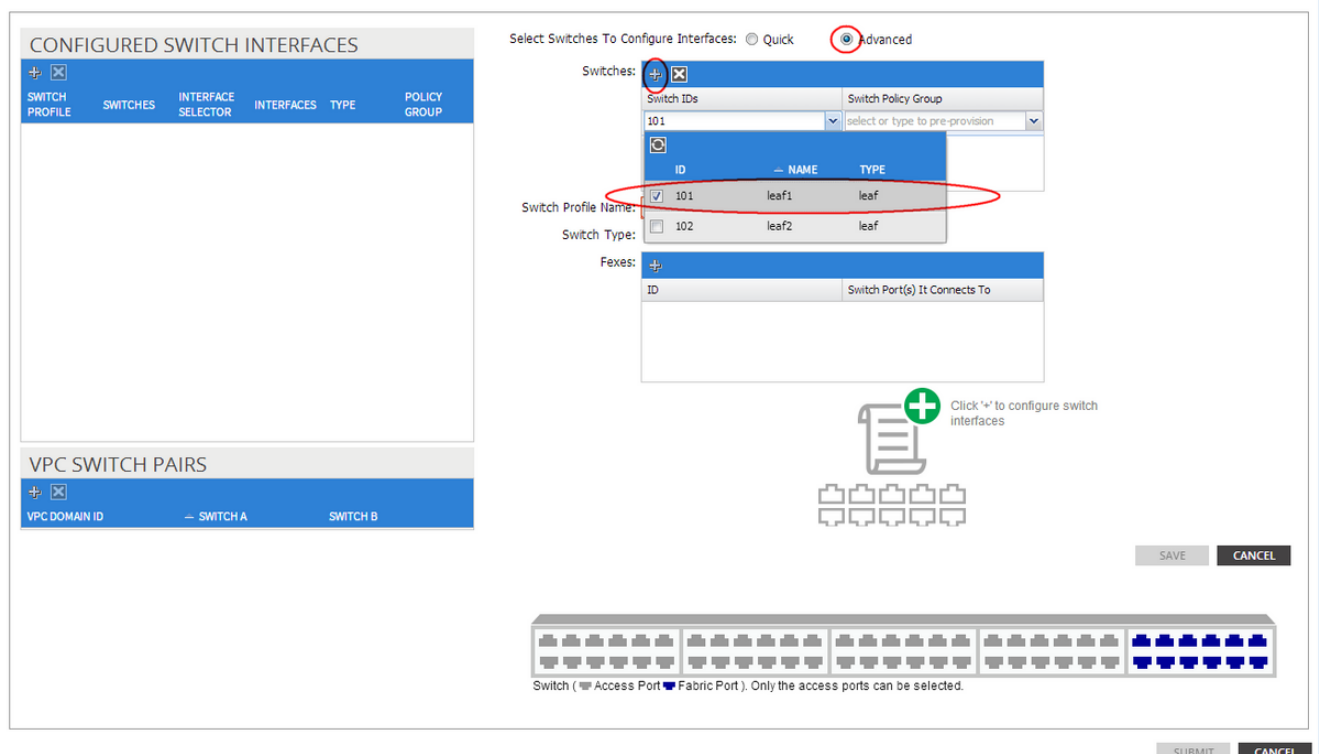 CONFIGURED SWITCH INTERFACES
SWITCH PROFILE SWITCHES INTERFACE SELECTOR INTERFACES TYPE POLICY GROUP
VPC SWITCH PAIRS
VPC DOMAIN ID SWITCH A SWITCH B
Select Switches To Configure Interfaces: Quick Advanced
Switches:
Switch IDs Switch Policy Group
101 select or type to pre-provision
ID NAME TYPE
101 leaf1 leaf
102 leaf2 leaf
Switch Profile Name:
Switch Type:
Fexes:
ID Switch Port(s) It Connects To
Click '+' to configure switch
interfaces
SAVE CANCEL
Switch ( Access Port Fabric Port ). Only the access ports can be selected.
SUBMIT CANCEL